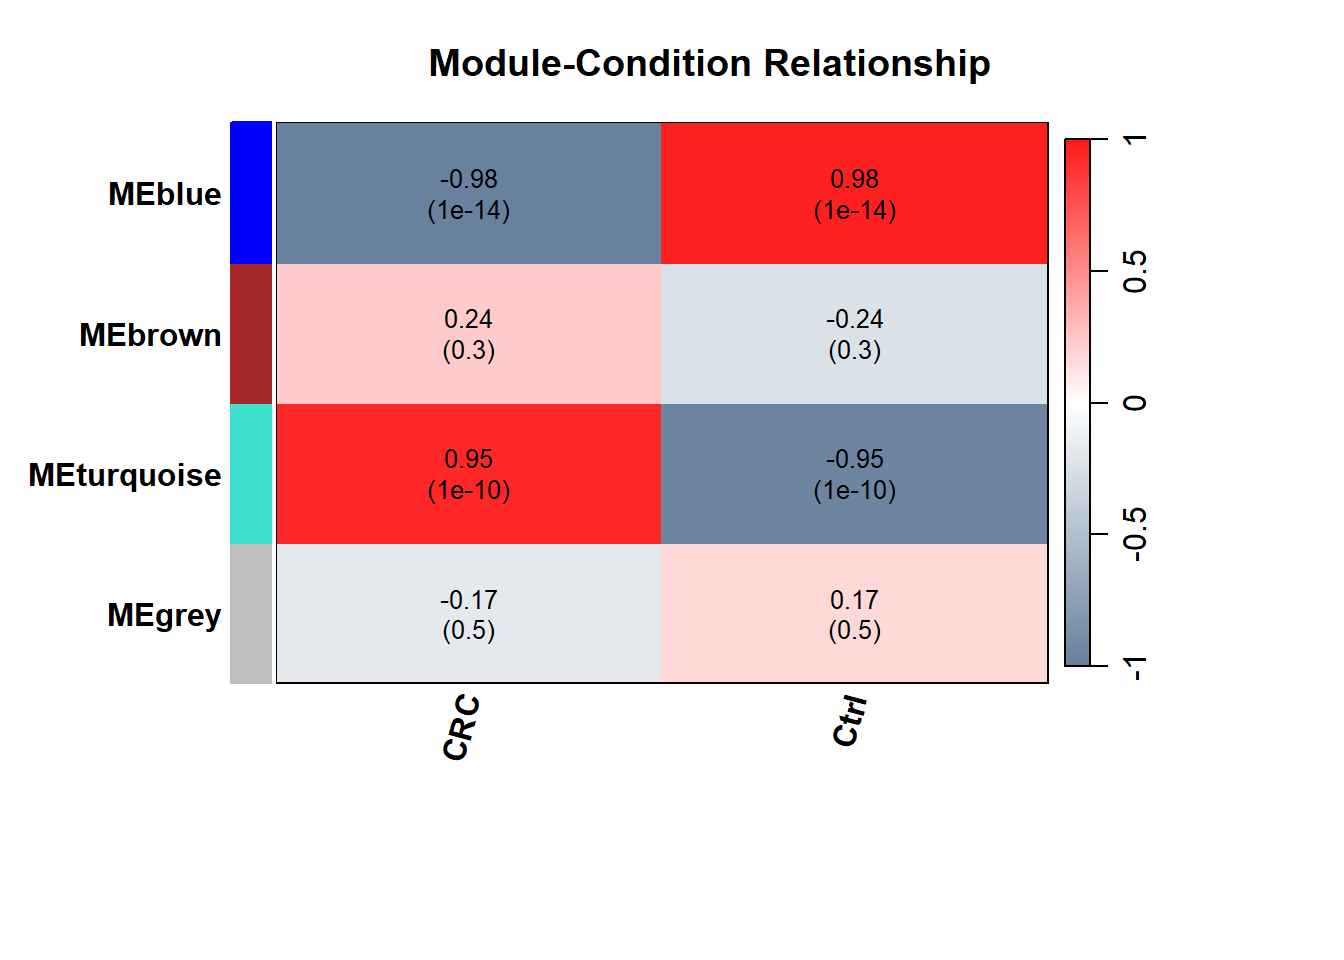 Module-Condition Relationship
MEblue
-0.98
(1e-14)
0.98
(1e-14)
MEbrown
0.24
(0.3)
-0.24
(0.3)
MEturquoise
0.95
(1e-10)
-0.95
(1e-10)
MEgrey
-0.17
(0.5)
0.17
(0.5)
CRC
Ctrl
1
0.5
0
-0.5
-1